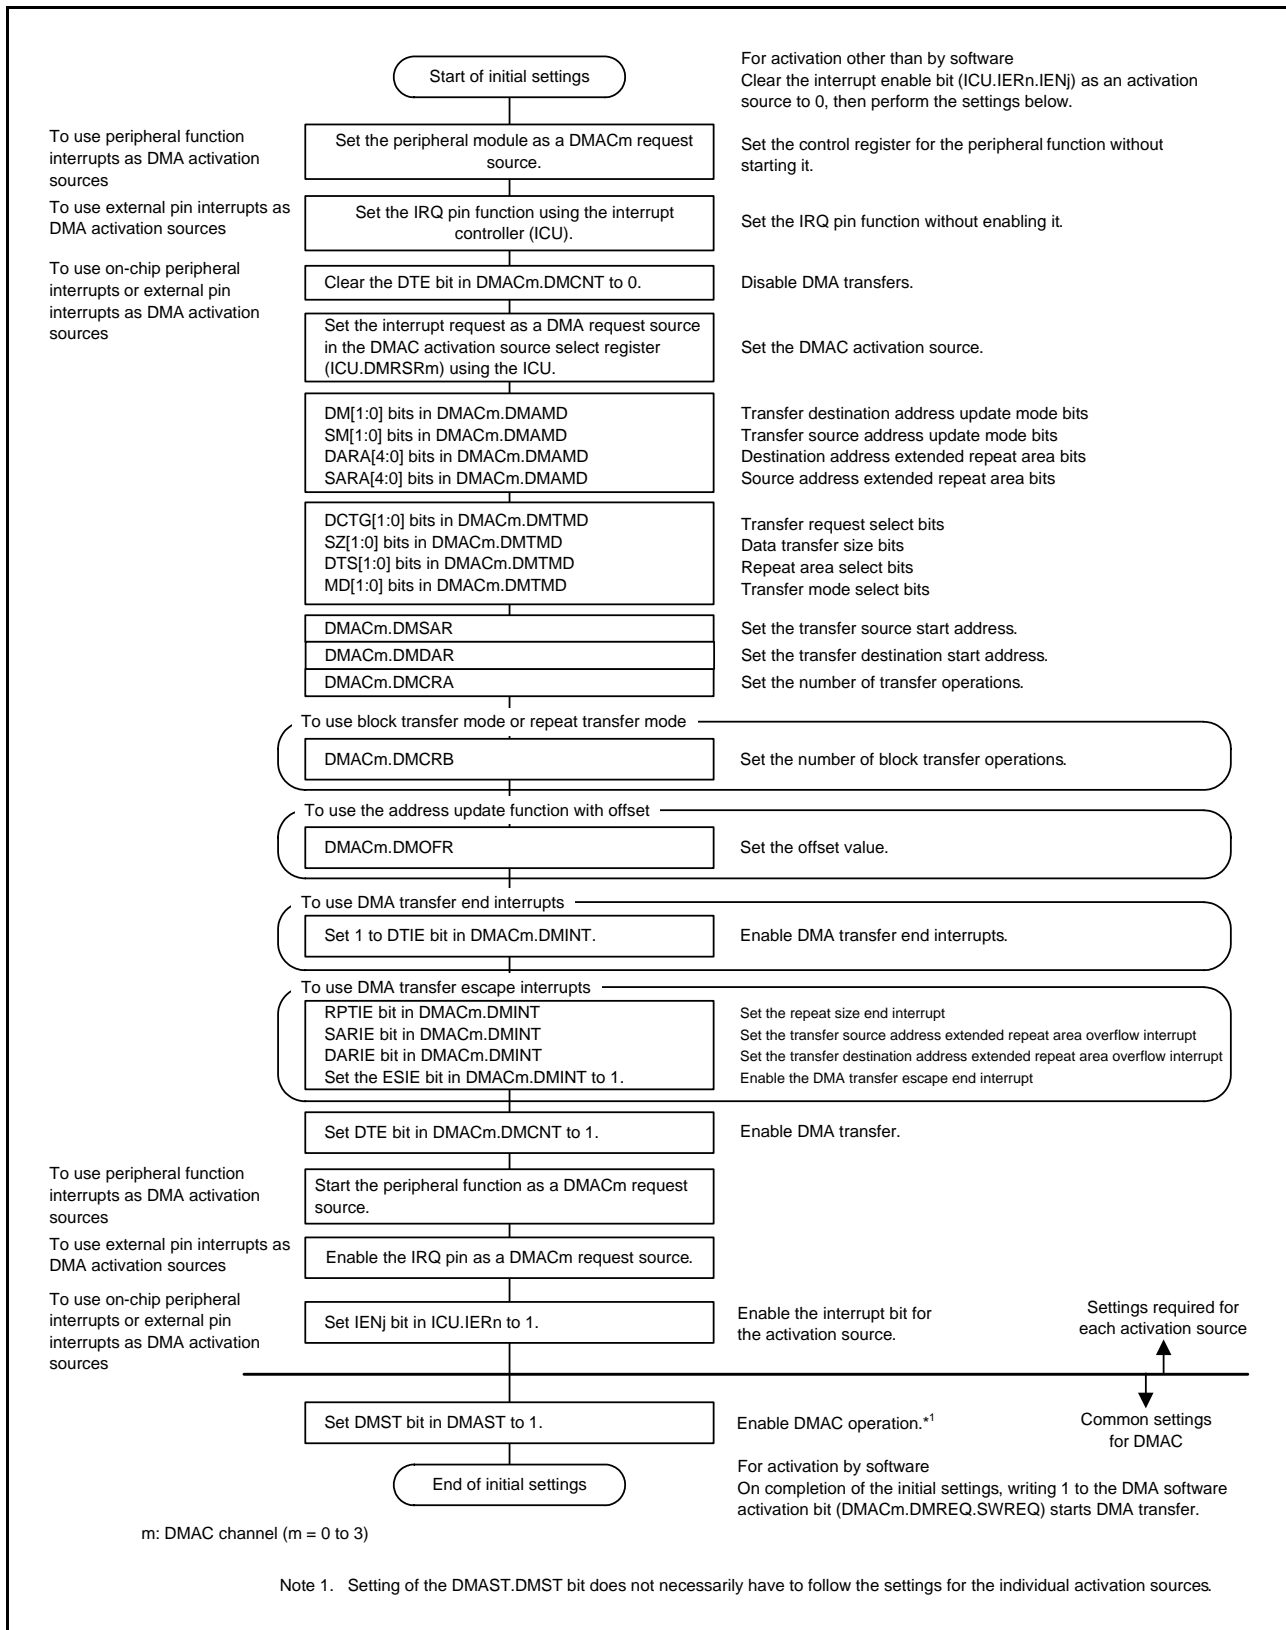 Start of initial settings
For activation other than by software
Clear the interrupt enable bit (ICU.IERn.IENj) as an activation
source to 0, then perform the settings below.
To use peripheral function
interrupts as DMA activation
sources
Set the peripheral module as a DMACm request
source.
Set the control register for the peripheral function without
starting it.
To use external pin interrupts as
DMA activation sources
Set the IRQ pin function using the interrupt
controller (ICU).
Set the IRQ pin function without enabling it.
To use on-chip peripheral
interrupts or external pin
interrupts as DMA activation
sources
Clear the DTE bit in DMACm.DMCNT to 0.
Disable DMA transfers.
Set the interrupt request as a DMA request source
in the DMAC activation source select register
(ICU.DMRSRm) using the ICU.
Set the DMAC activation source.
DM[1:0] bits in DMACm.DMAMD
SM[1:0] bits in DMACm.DMAMD
DARA[4:0] bits in DMACm.DMAMD
SARA[4:0] bits in DMACm.DMAMD
Transfer destination address update mode bits
Transfer source address update mode bits
Destination address extended repeat area bits
Source address extended repeat area bits
DCTG[1:0] bits in DMACm.DMTMD
SZ[1:0] bits in DMACm.DMTMD
DTS[1:0] bits in DMACm.DMTMD
MD[1:0] bits in DMACm.DMTMD
Transfer request select bits
Data transfer size bits
Repeat area select bits
Transfer mode select bits
DMACm.DMSAR
Set the transfer source start address.
DMACm.DMDAR
Set the transfer destination start address.
DMACm.DMCRA
Set the number of transfer operations.
To use block transfer mode or repeat transfer mode
DMACm.DMCRB
Set the number of block transfer operations.
To use the address update function with offset
DMACm.DMOFR
Set the offset value.
To use DMA transfer end interrupts
Set 1 to DTIE bit in DMACm.DMINT.
Enable DMA transfer end interrupts.
To use DMA transfer escape interrupts
RPTIE bit in DMACm.DMINT
SARIE bit in DMACm.DMINT
DARIE bit in DMACm.DMINT
Set the ESIE bit in DMACm.DMINT to 1.
Set the repeat size end interrupt
Set the transfer source address extended repeat area overflow interrupt
Set the transfer destination address extended repeat area overflow interrupt
Enable the DMA transfer escape end interrupt
Set DTE bit in DMACm.DMCNT to 1.
Enable DMA transfer.
To use peripheral function
interrupts as DMA activation
sources
Start the peripheral function as a DMACm request
source.
To use external pin interrupts as
DMA activation sources
Enable the IRQ pin as a DMACm request source.
To use on-chip peripheral
interrupts or external pin
interrupts as DMA activation
sources
Set IENj bit in ICU.IERn to 1.
Enable the interrupt bit for
the activation source.
Settings required for
each activation source
Set DMST bit in DMAST to 1.
Enable DMAC operation.*1
Common settings
for DMAC
End of initial settings
For activation by software
On completion of the initial settings, writing 1 to the DMA software
activation bit (DMACm.DMREQ.SWREQ) starts DMA transfer.
m: DMAC channel (m = 0 to 3)
Note 1. Setting of the DMAST.DMST bit does not necessarily have to follow the settings for the individual activation sources.